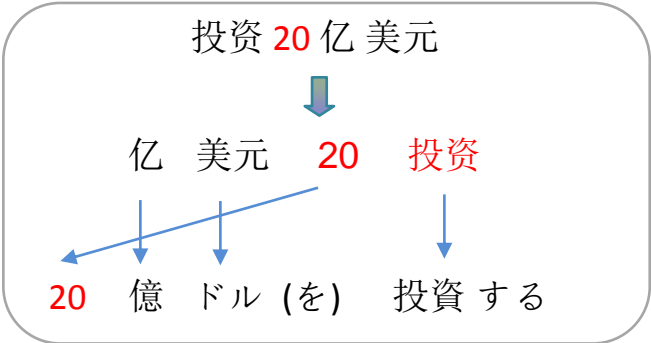 投资 20 亿 美元
亿 美元 20 投资
20 億 ドル (を) 投資 する